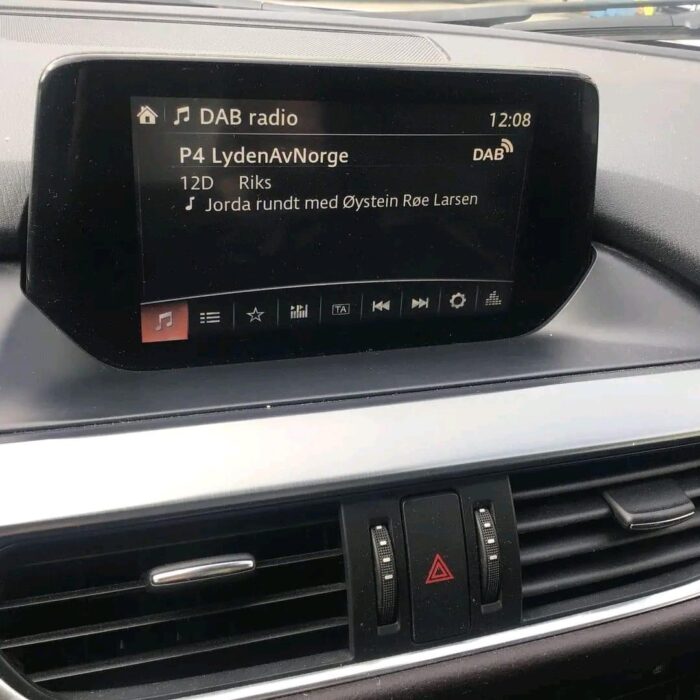 DAB radio 12:08
P4 LydenAvNorge DAB
12D Riks
Jorda rundt med Øystein Røe Larsen
TA